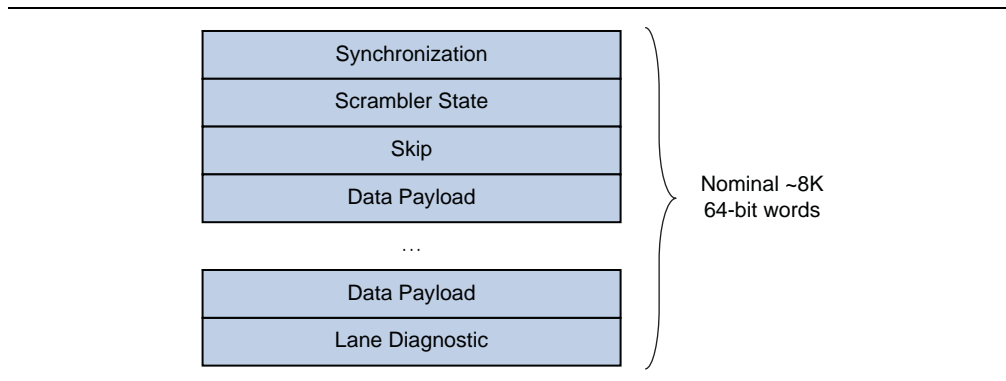 Synchronization
Scrambler State
Skip
Data Payload
...
Data Payload
Lane Diagnostic
Nominal ~8K
64-bit words